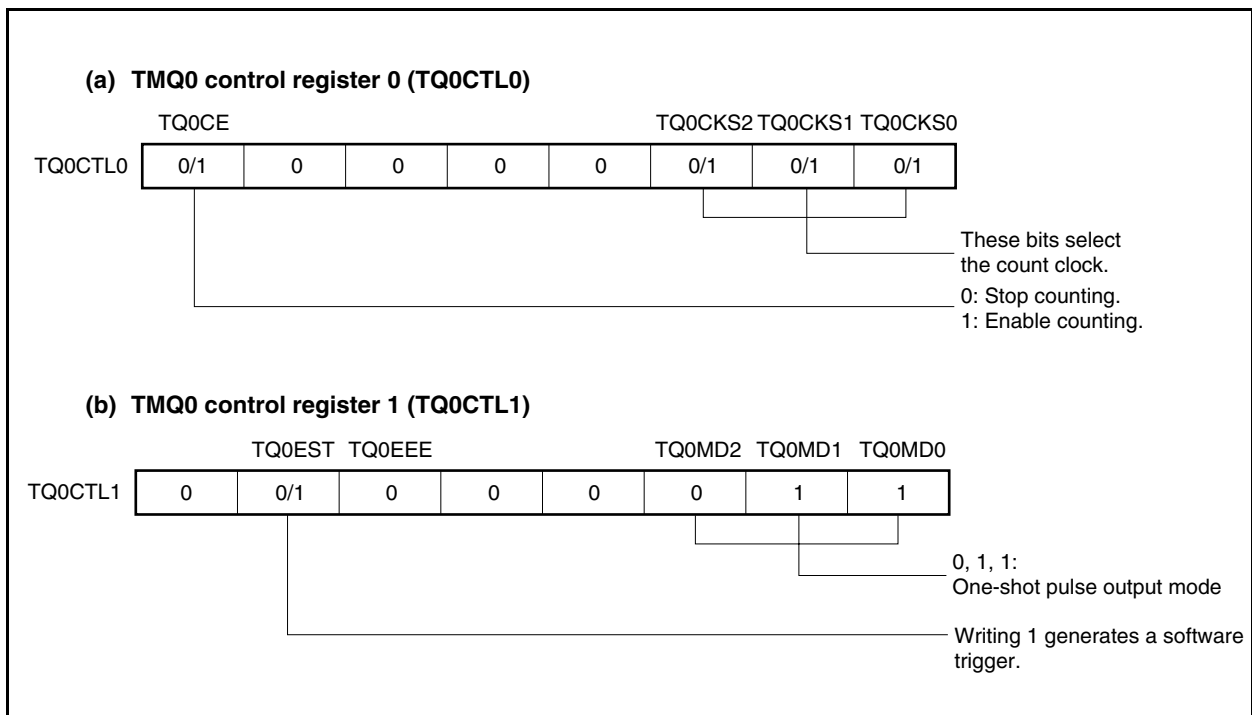 (a) TMQ0 control register 0 (TQ0CTL0)
TQ0CE TQ0CKS2 TQ0CKS1 TQ0CKS0
TQ0CTL0 0/1 0 0 0 0 0/1 0/1 0/1
These bits select
the count clock.
0: Stop counting.
1: Enable counting.
(b) TMQ0 control register 1 (TQ0CTL1)
TQ0EST TQ0EEE TQ0MD2 TQ0MD1 TQ0MD0
TQ0CTL1 0 0/1 0 0 0 0 1 1
0, 1, 1:
One-shot pulse output mode
Writing 1 generates a software
trigger.